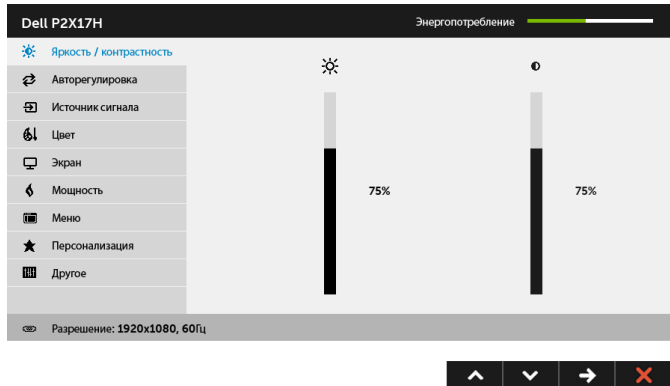 Dell P2X17H
Энергопотребление
Яркость / контрастность
Авторегулировка
Источник сигнала
Цвет
Экран
Мощность
75%
75%
Меню
Персонализация
Другое
Разрешение: 1920x1080, 60Гц